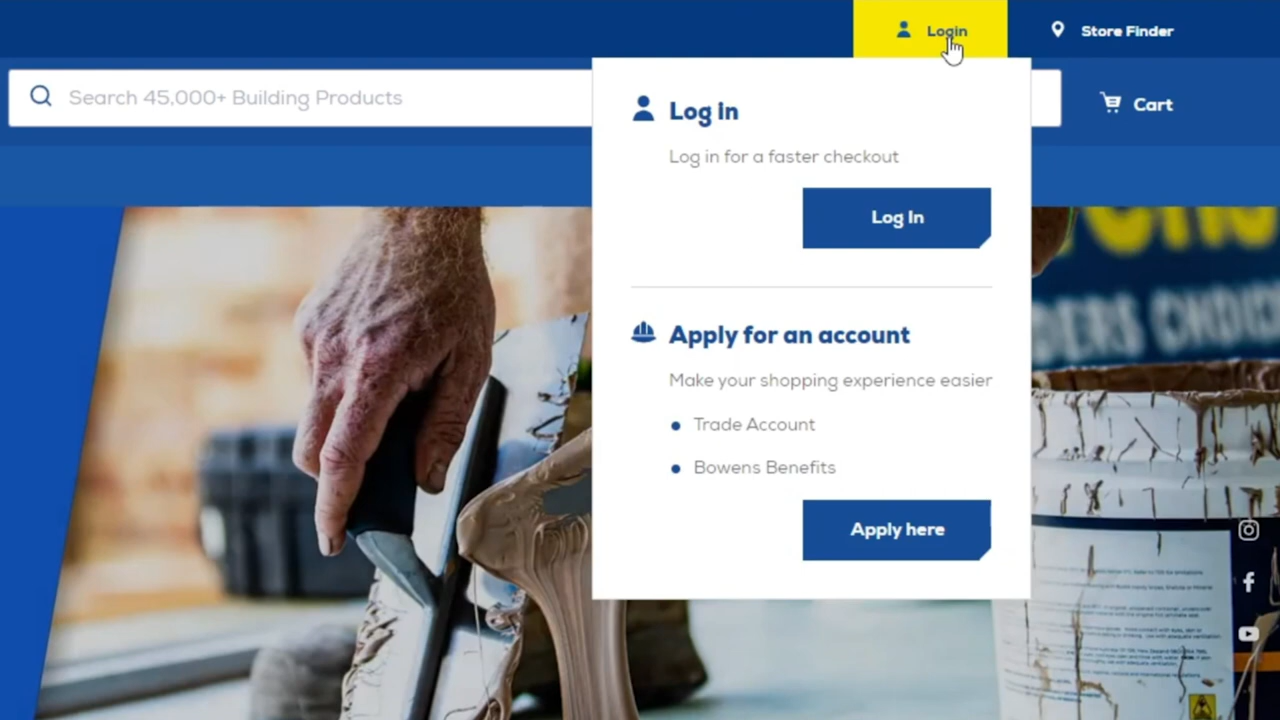 Login
Store Finder
Search 45,000+ Building Products
Cart
Log in
Log in for a faster checkout
Log In
Apply for an account
Make your shopping experience easier
Trade Account
Bowens Benefits
Apply here